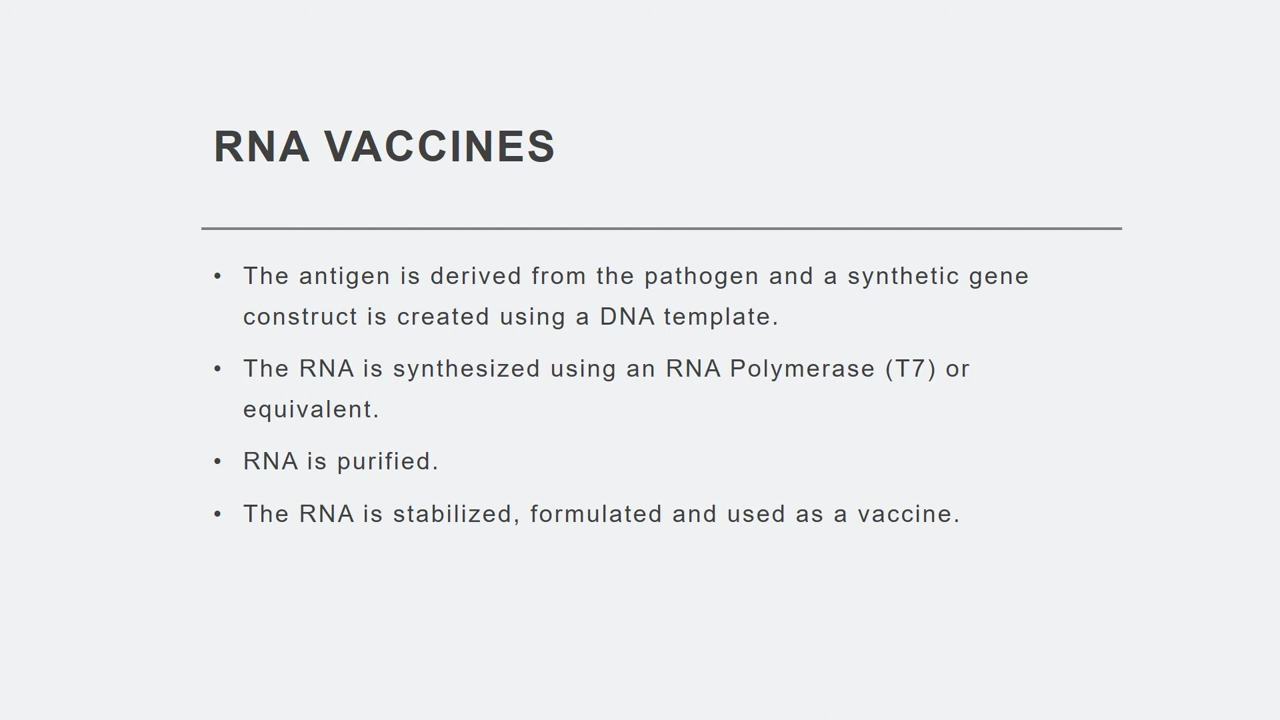 RNA VACCINES
• The antigen is derived from the pathogen and a synthetic gene
construct is created using a DNA template.
• The RNA is synthesized using an RNA Polymerase (T7) or
equivalent.
• RNA is purified.
• The RNA is stabilized, formulated and used as a vaccine.